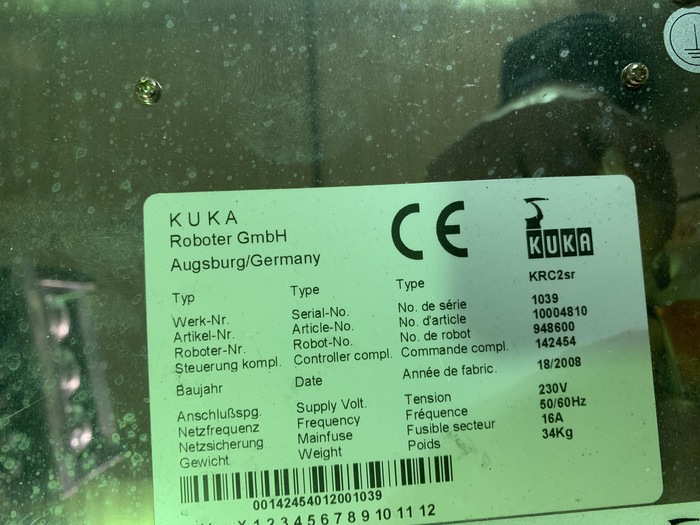 KUKA
Roboter GmbH
Augsburg/Germany
CE
KUKA
Typ Type Type KRC2sr
Werk-Nr. Serial-No. No. de série 1039
Artikel-Nr. Article-No. No. d'article 10004810
Roboter-Nr. Robot-No. No. de robot 948600
Steuerung kompl. Controller compl. Commande compl. 142454
Baujahr Date Année de fabric. 18/2008
Anschlußspg. Supply Volt. Tension 230V
Netzfrequenz Frequency Fréquence 50/60Hz
Netzsicherung Mainfuse Fusible secteur 16A
Gewicht Weight Poids 34Kg
00142454012001039
X 1 2 3 4 5 6 7 8 9 10 11 12